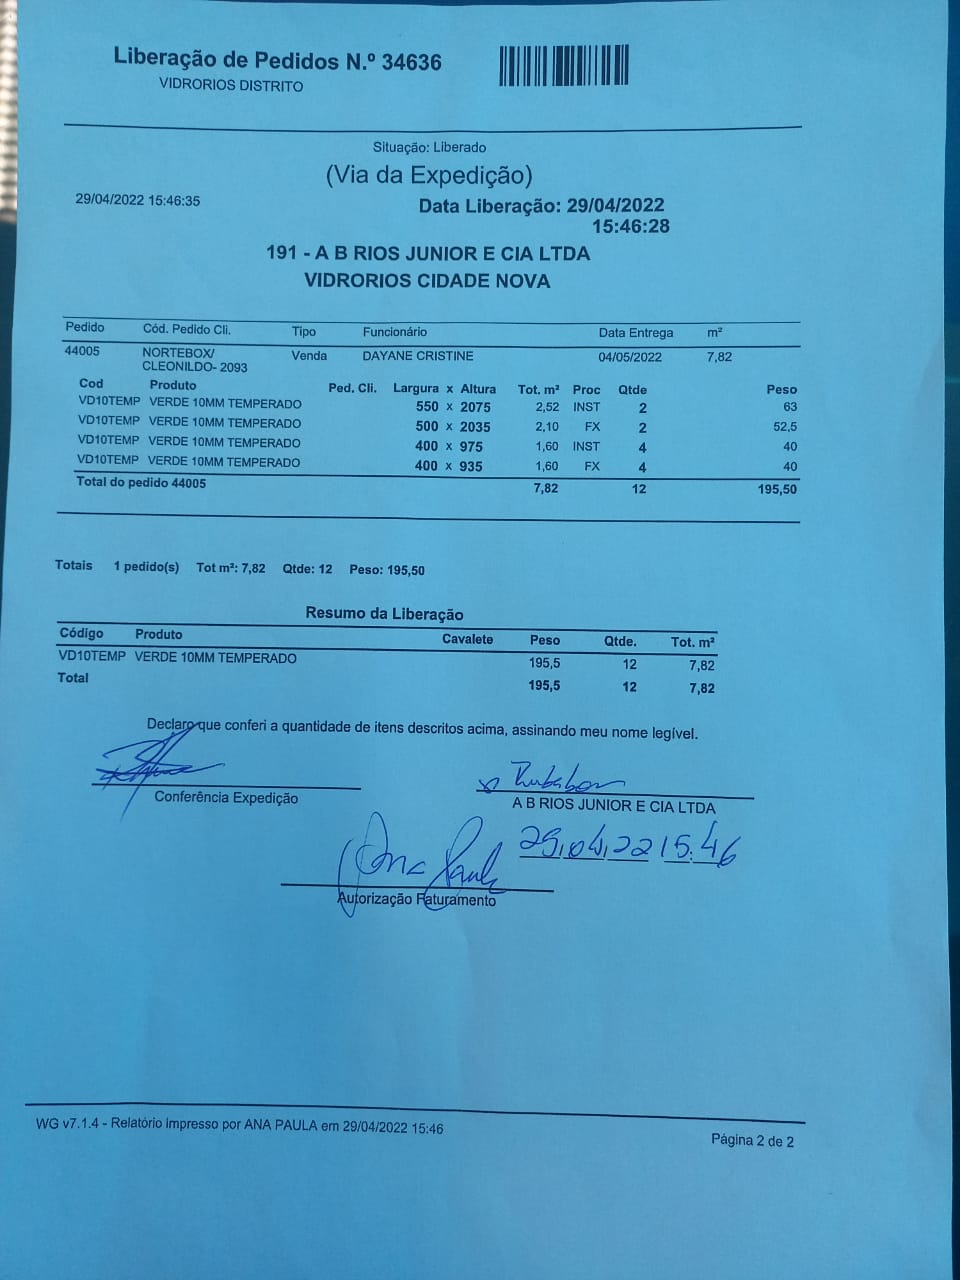 Liberação de Pedidos N.º 34636
VIDRORIOS DISTRITO
Situação: Liberado
(Via da Expedição)
29/04/2022 15:46:35
Data Liberação: 29/04/2022
15:46:28
191 - A B RIOS JUNIOR E CIA LTDA
VIDRORIOS CIDADE NOVA
Pedido Cód. Pedido Cli. Tipo Funcionário Data Entrega m²
44005 NORTEBOX/ Venda DAYANE CRISTINE 04/05/2022 7,82
CLEONILDO- 2093
Cod Produto Ped. Cli. Largura x Altura Tot. m² Proc Qtde Peso
VD10TEMP VERDE 10MM TEMPERADO 550 x 2075 2,52 INST 2 63
VD10TEMP VERDE 10MM TEMPERADO 500 x 2035 2,10 FX 2 52,5
VD10TEMP VERDE 10MM TEMPERADO 400 x 975 1,60 INST 4 40
VD10TEMP VERDE 10MM TEMPERADO 400 x 935 1,60 FX 4 40
Total do pedido 44005 7,82 12 195,50
Totais 1 pedido(s) Tot m²: 7,82 Qtde: 12 Peso: 195,50
Resumo da Liberação
Código Produto Cavalete Peso Qtde. Tot. m²
VD10TEMP VERDE 10MM TEMPERADO 195,5 12 7,82
Total 195,5 12 7,82
Declaro que conferi a quantidade de itens descritos acima, assinando meu nome legível.
Conferência Expedição
A B RIOS JUNIOR E CIA LTDA
29,04,22 15:46
Ana Paula
Autorização Faturamento
WG v7.1.4 - Relatório impresso por ANA PAULA em 29/04/2022 15:46
Página 2 de 2